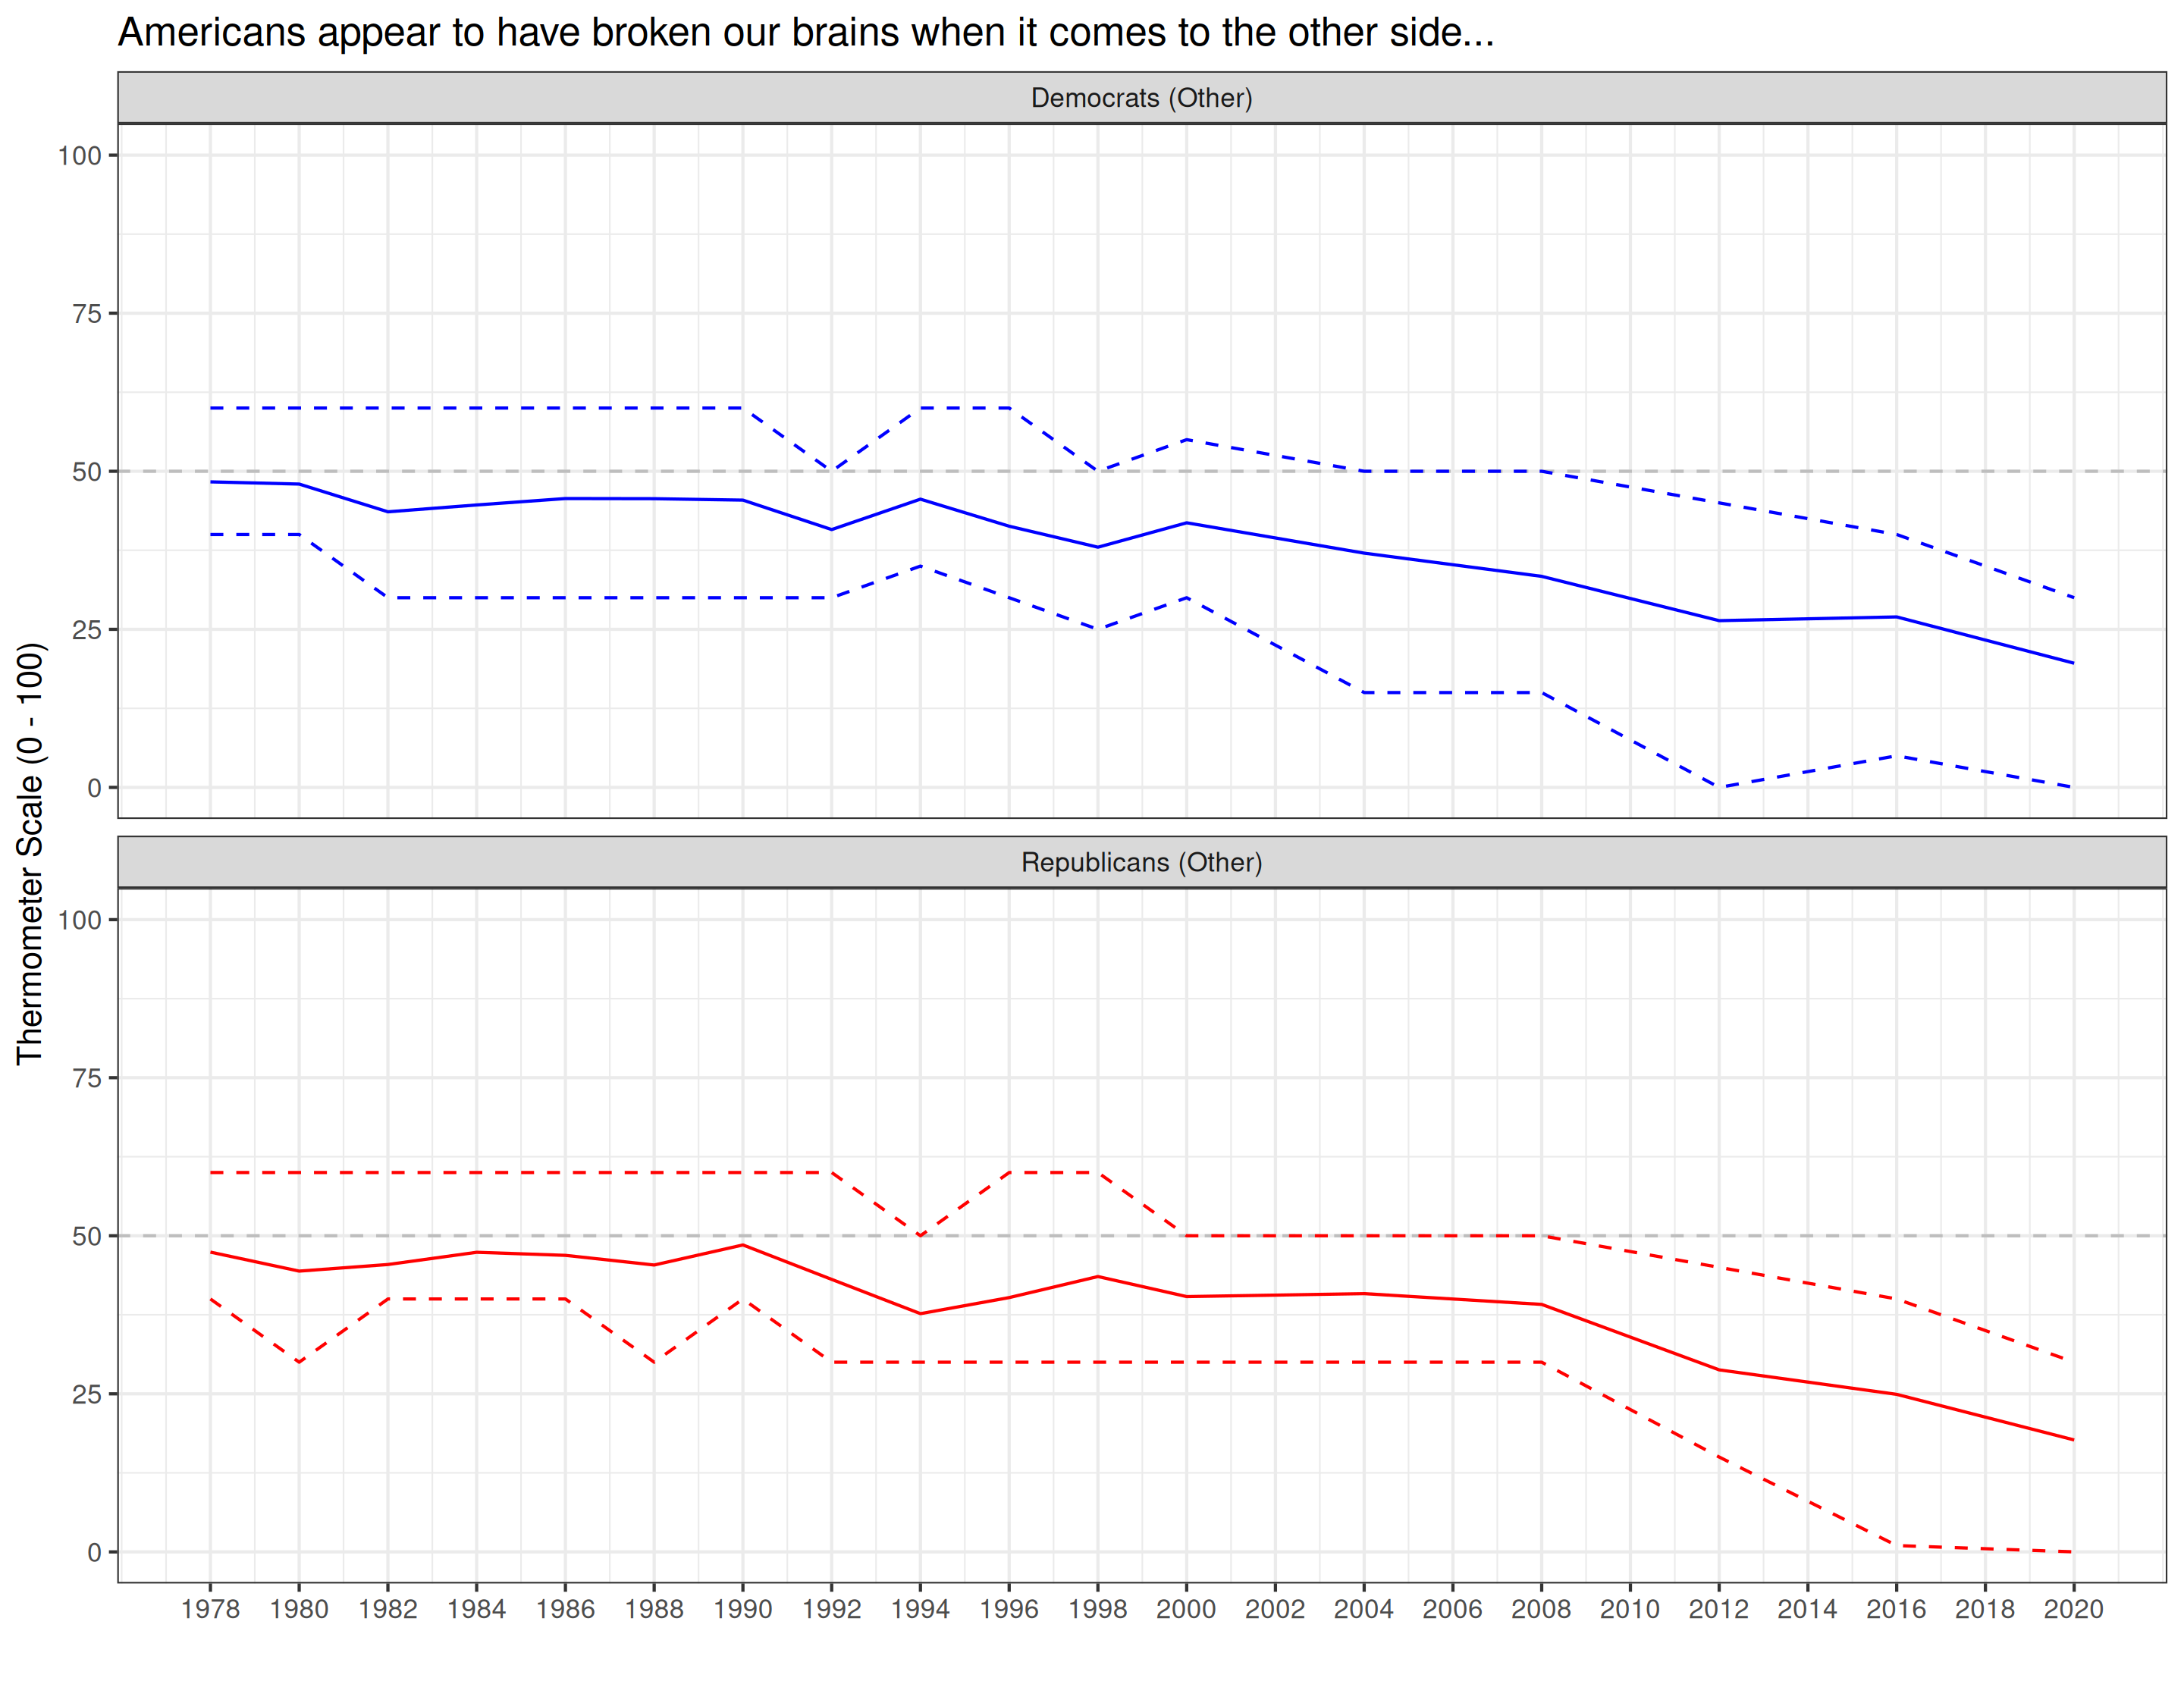 Americans appear to have broken our brains when it comes to the other side...
Democrats (Other)
100
75
50
25
0
Thermometer Scale (0 - 100)
Republicans (Other)
100
75
50
25
0
1978 1980 1982 1984 1986 1988 1990 1992 1994 1996 1998 2000 2002 2004 2006 2008 2010 2012 2014 2016 2018 2020